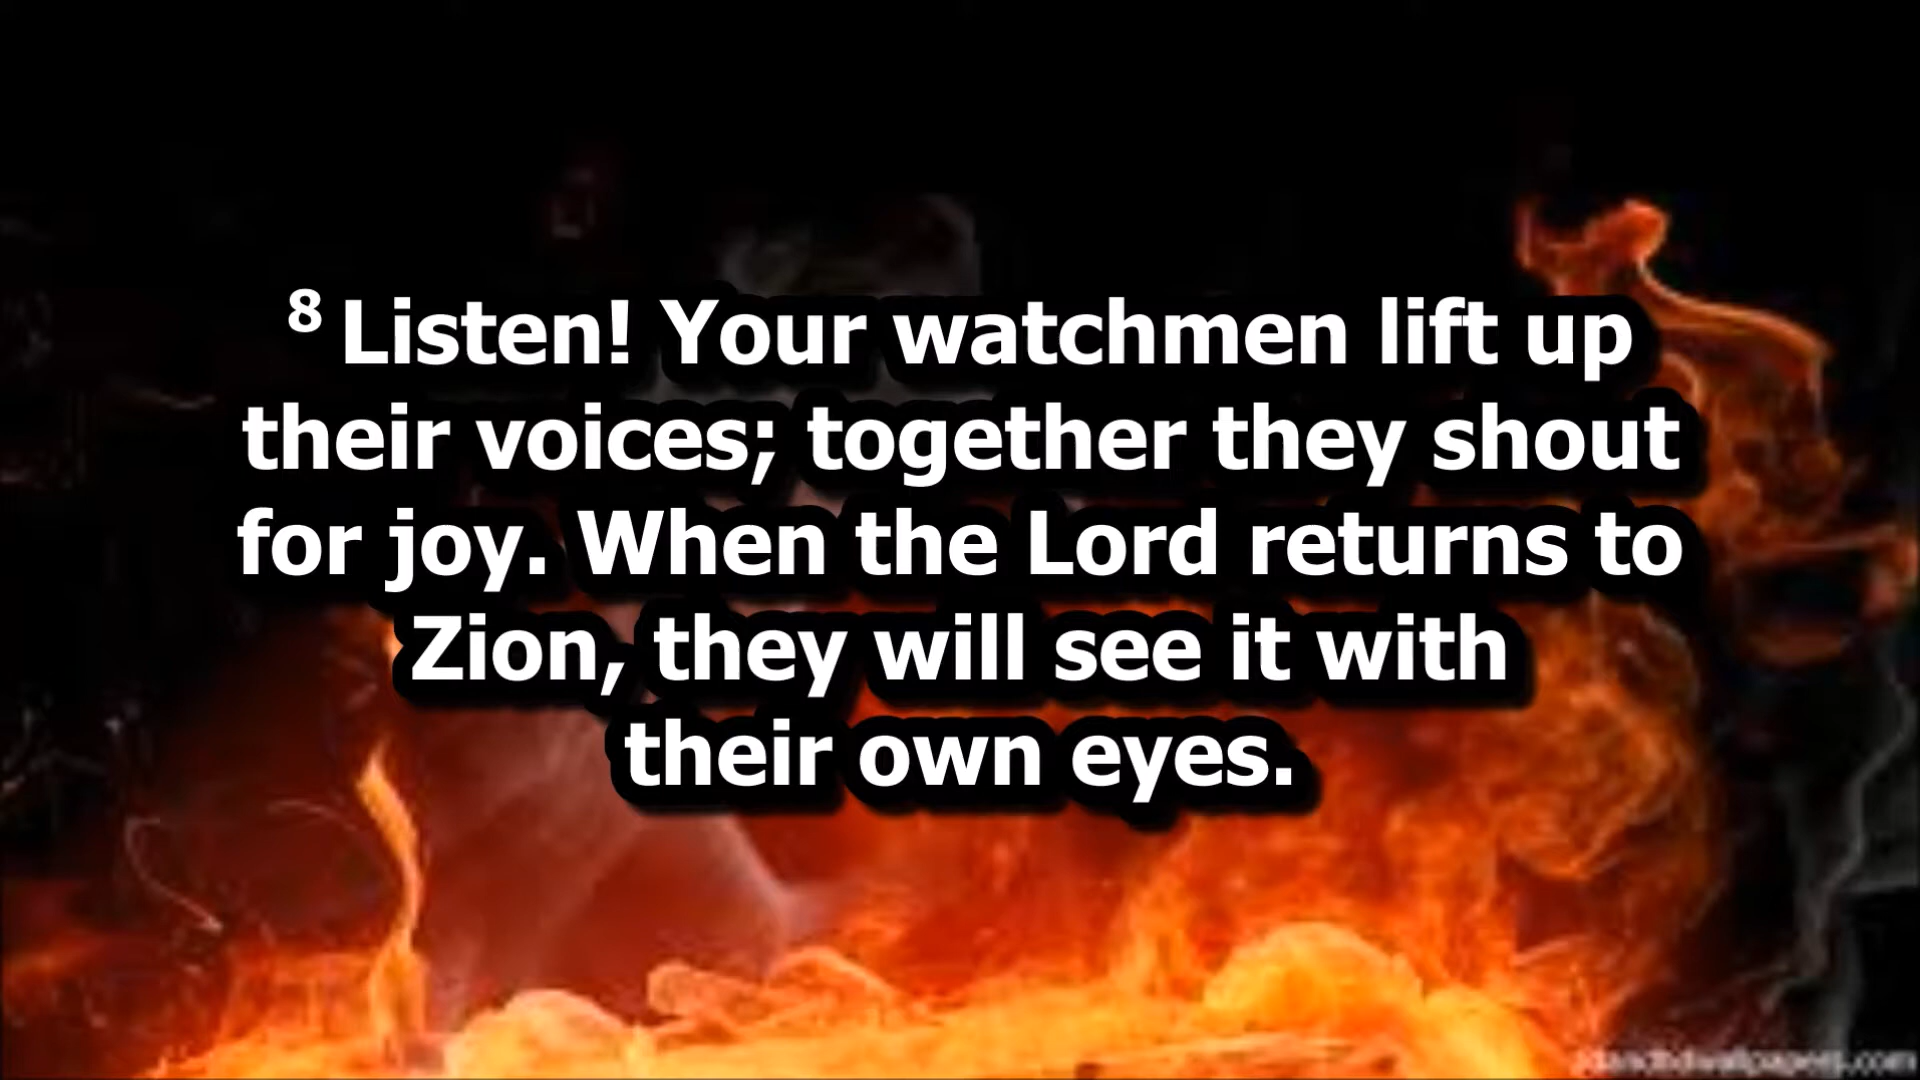 8 Listen! Your watchmen lift up
their voices; together they shout
for joy. When the Lord returns to
Zion, they will see it with
their own eyes.